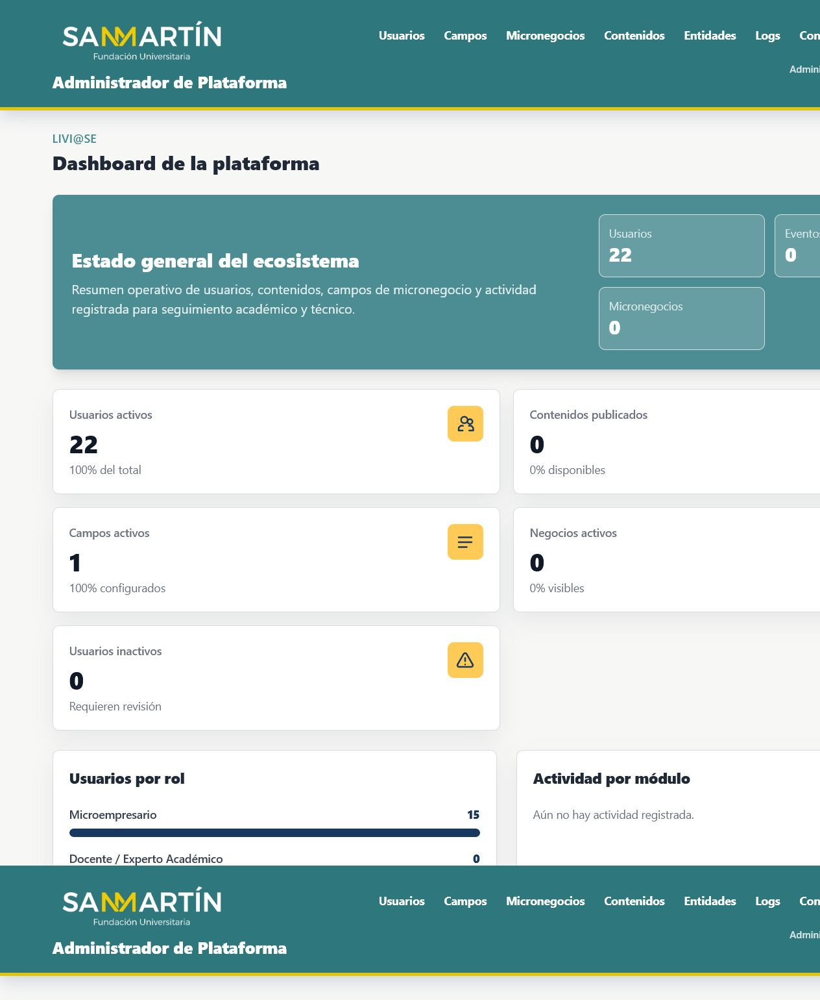 SANMARTÍN
Fundación Universitaria
Administrador de Plataforma
Usuarios Campos Micronegocios Contenidos Entidades Logs
LIVI@SE
Dashboard de la plataforma
Estado general del ecosistema
Resumen operativo de usuarios, contenidos, campos de micronegocio y actividad
registrada para seguimiento académico y técnico.
Usuarios
22
Eventos
0
Micronegocios
0
Usuarios activos
22
100% del total
Contenidos publicados
0
0% disponibles
Campos activos
1
100% configurados
Negocios activos
0
0% visibles
Usuarios inactivos
0
Requieren revisión
Usuarios por rol
Microempresario 15
Docente / Experto Académico 0
Actividad por módulo
Aún no hay actividad registrada.
SANMARTÍN
Fundación Universitaria
Administrador de Plataforma
Usuarios Campos Micronegocios Contenidos Entidades Logs